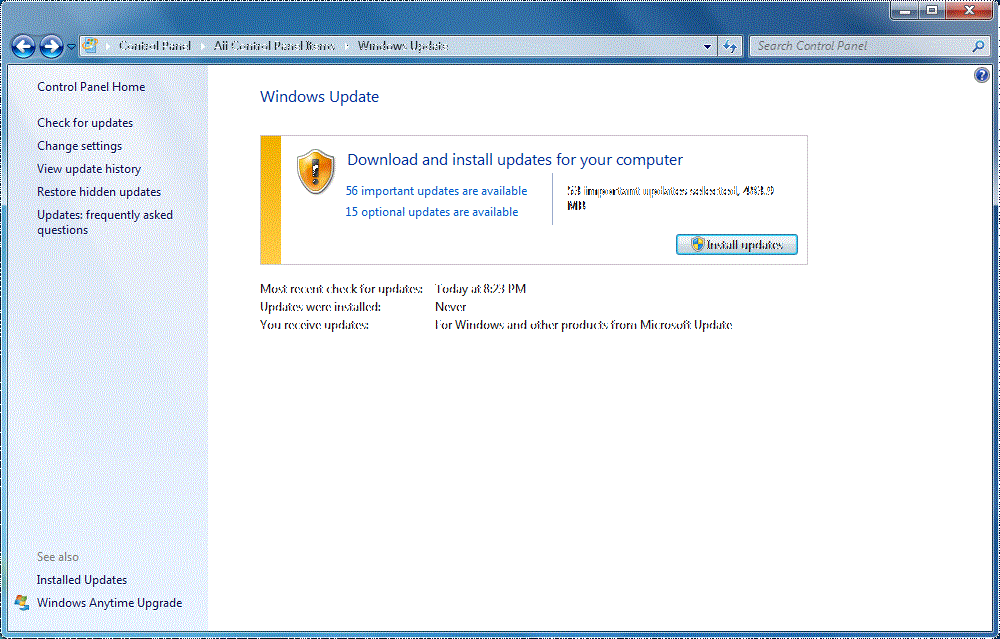 Control Panel
All Control Panel Items
Windows Update
Search Control Panel
Control Panel Home
Check for updates
Change settings
View update history
Restore hidden updates
Updates: frequently asked
questions
See also
Installed Updates
Windows Anytime Upgrade
Windows Update
Download and install updates for your computer
56 important updates are available
15 optional updates are available
important updates selected,
MB
Install updates
Most recent check for updates: Today at 8:23 PM
Updates were installed: Never
You receive updates: For Windows and other products from Microsoft Update